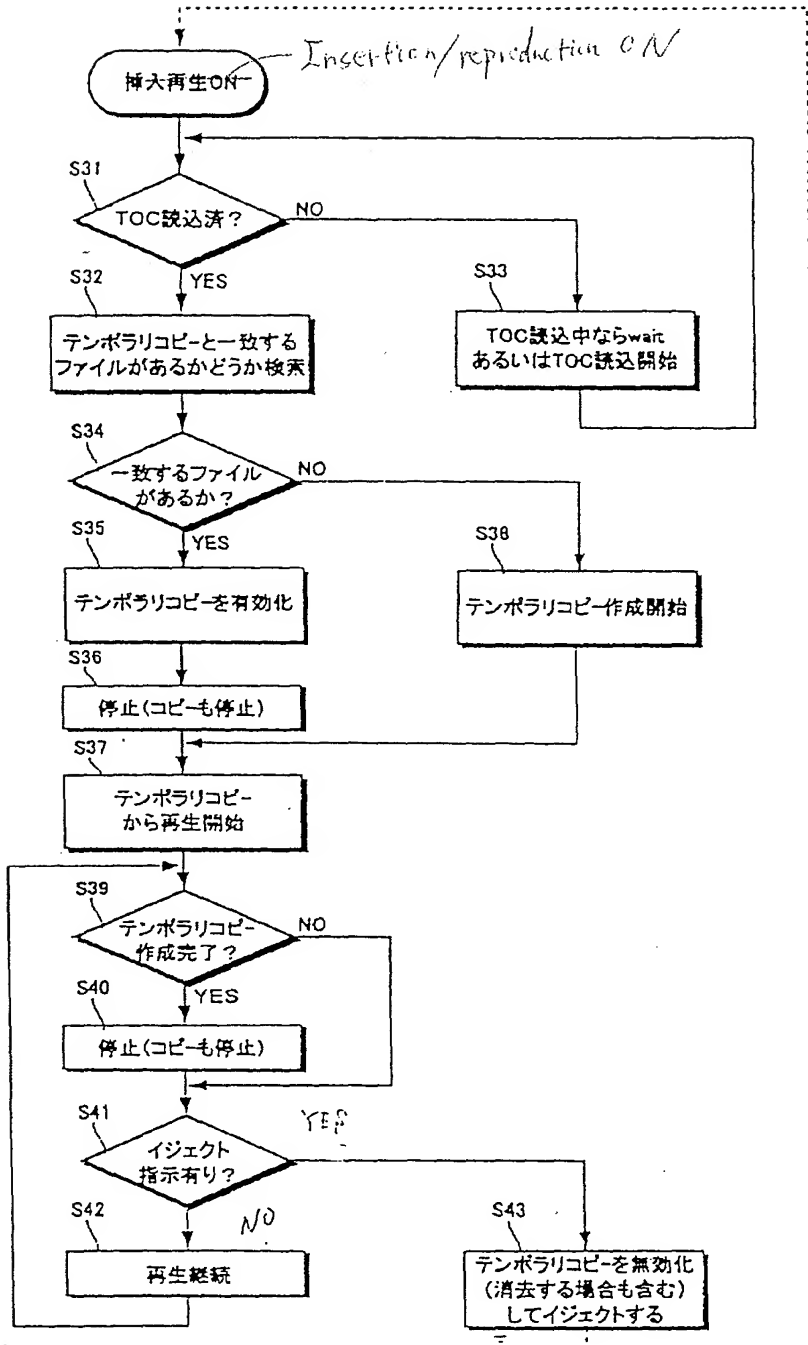 挿入再生ON
Insertion/reproduction ON
S31
TOC読込済？
NO
YES
S32
テンポラリコピーと一致する
ファイルがあるかどうか検索
S33
TOC読込中ならwait
あるいはTOC読込開始
S34
一致するファイル
があるか？
NO
YES
S35
テンポラリコピーを有効化
S38
テンポラリコピー作成開始
S36
停止(コピーも停止)
S37
テンポラリコピー
から再生開始
S39
テンポラリコピー
作成完了？
NO
YES
S40
停止(コピーも停止)
S41
イジェクト
指示有り？
YES
NO
S42
再生継続
S43
テンポラリコピーを無効化
(消去する場合も含む)
してイジェクトする